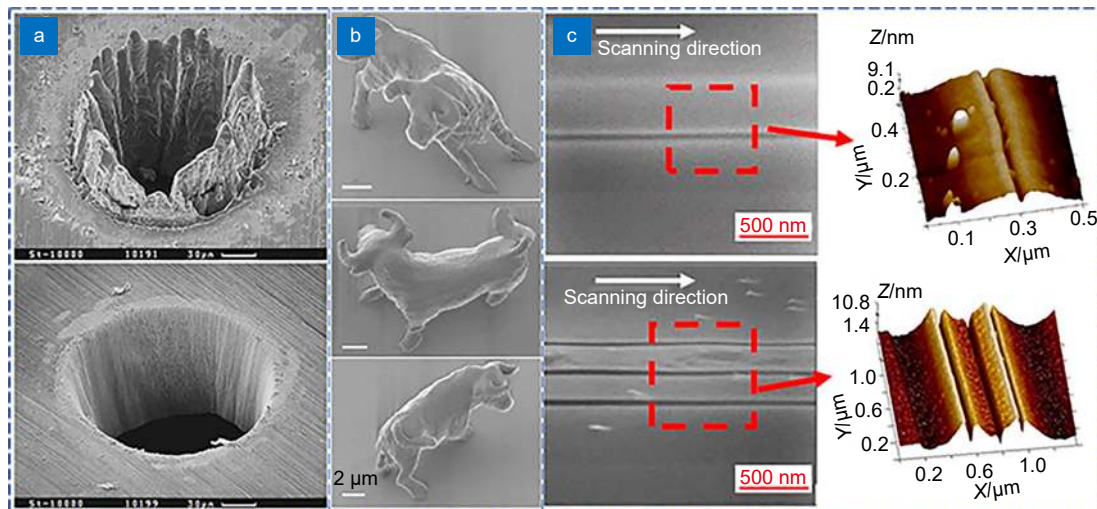 a
St-10000 10191 30µm
St-10000 10199 30µm
b
2 µm
c
Scanning direction
500 nm
Z/nm
9.1
0.2
0.4
0.2
Y/µm
0.1
0.3
0.5
X/µm
Scanning direction
500 nm
Z/nm
10.8
1.4
1.0
0.6
0.2
Y/µm
0.2
0.6
1.0
X/µm